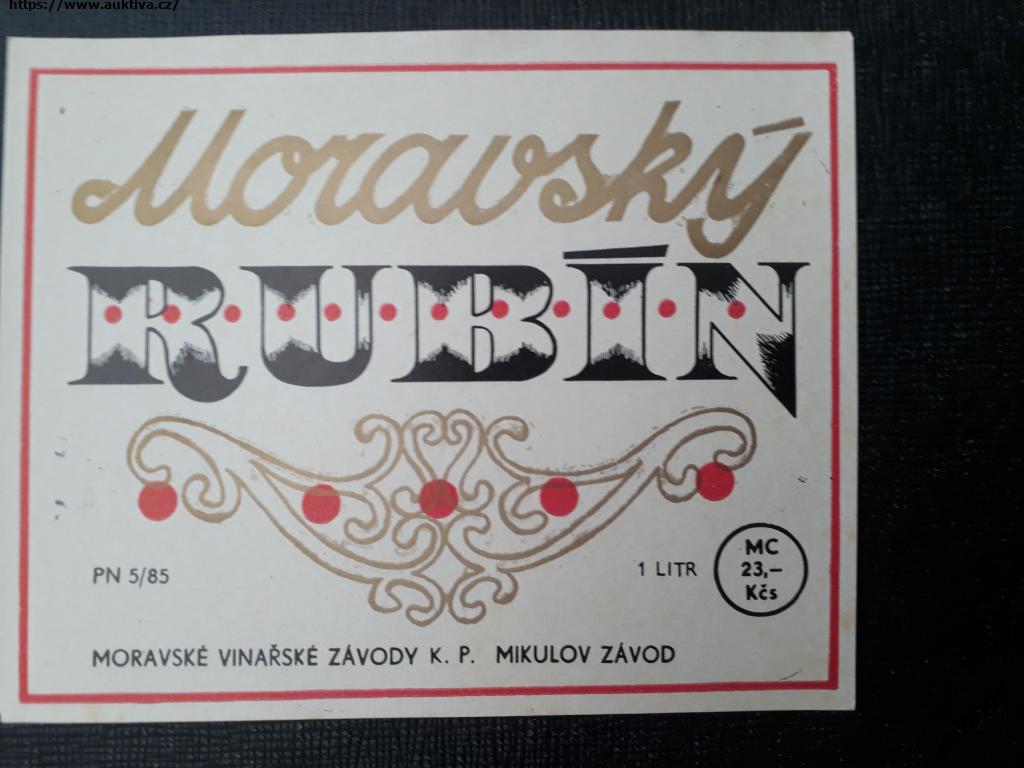 https://www.auktiva.cz/
Moravský
RUBÍN
PN 5/85
1 LITR
MC
23,–
Kčs
MORAVSKÉ VINAŘSKÉ ZÁVODY K. P. MIKULOV ZÁVOD